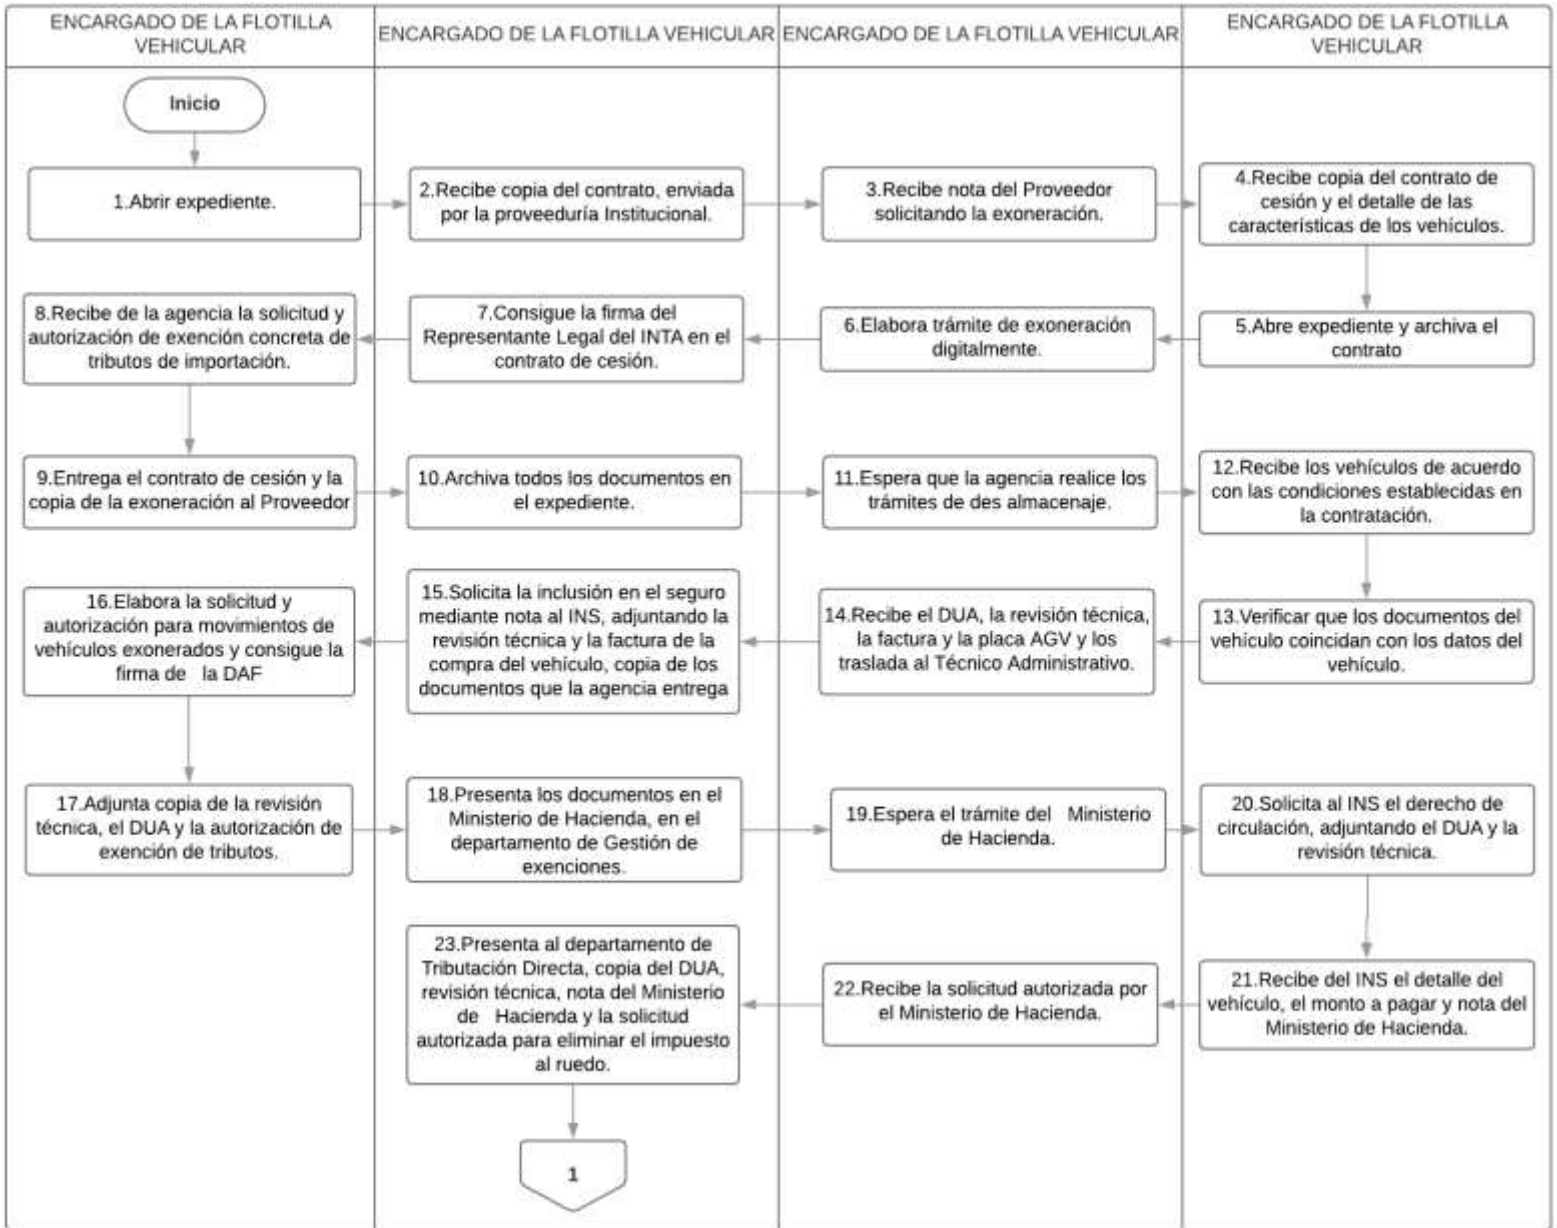 ENCARGADO DE LA FLOTILLA
VEHICULAR
ENCARGADO DE LA FLOTILLA VEHICULAR
ENCARGADO DE LA FLOTILLA VEHICULAR
ENCARGADO DE LA FLOTILLA
VEHICULAR
Inicio
1.Abrir expediente.
2.Recibe copia del contrato, enviada
por la proveeduría Institucional.
3.Recibe nota del Proveedor
solicitando la exoneración.
4.Recibe copia del contrato de
cesión y el detalle de las
características de los vehículos.
5.Abre expediente y archiva el
contrato
6.Elabora trámite de exoneración
digitalmente.
7.Consigue la firma del
Representante Legal del INTA en el
contrato de cesión.
8.Recibe de la agencia la solicitud y
autorización de exención concreta de
tributos de importación.
9.Entrega el contrato de cesión y la
copia de la exoneración al Proveedor
10.Archiva todos los documentos en
el expediente.
11.Espera que la agencia realice los
trámites de des almacenaje.
12.Recibe los vehículos de acuerdo
con las condiciones establecidas en
la contratación.
13.Verificar que los documentos del
vehículo coincidan con los datos del
vehículo.
14.Recibe el DUA, la revisión técnica,
la factura y la placa AGV y los
traslada al Técnico Administrativo.
15.Solicita la inclusión en el seguro
mediante nota al INS, adjuntando la
revisión técnica y la factura de la
compra del vehículo, copia de los
documentos que la agencia entrega
16.Elabora la solicitud y
autorización para movimientos de
vehículos exonerados y consigue la
firma de la DAF
17.Adjunta copia de la revisión
técnica, el DUA y la autorización de
exención de tributos.
18.Presenta los documentos en el
Ministerio de Hacienda, en el
departamento de Gestión de
exenciones.
19.Espera el trámite del Ministerio
de Hacienda.
20.Solicita al INS el derecho de
circulación, adjuntando el DUA y la
revisión técnica.
21.Recibe del INS el detalle del
vehículo, el monto a pagar y nota del
Ministerio de Hacienda.
22.Recibe la solicitud autorizada por
el Ministerio de Hacienda.
23.Presenta al departamento de
Tributación Directa, copia del DUA,
revisión técnica, nota del Ministerio
de Hacienda y la solicitud
autorizada para eliminar el impuesto
al ruedo.
1